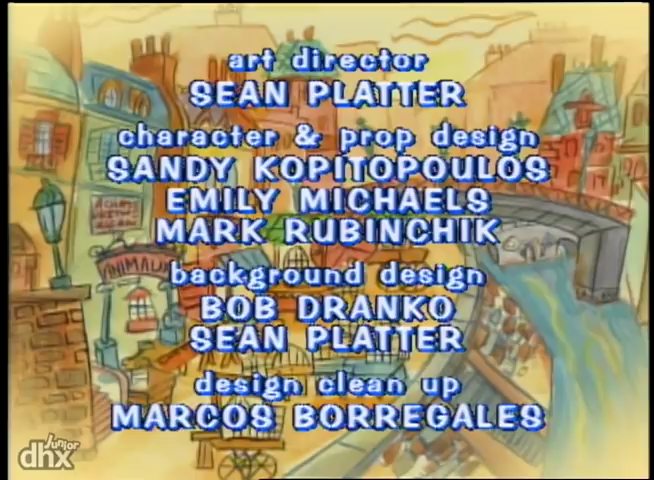 art director
SEAN PLATTER
character & prop design
SANDY KOPITOPOULOS
EMILY MICHAELS
MARK RUBINCHIK
background design
BOB DRANKO
SEAN PLATTER
design clean up
MARCOS BORREGALES
Junior
dhx